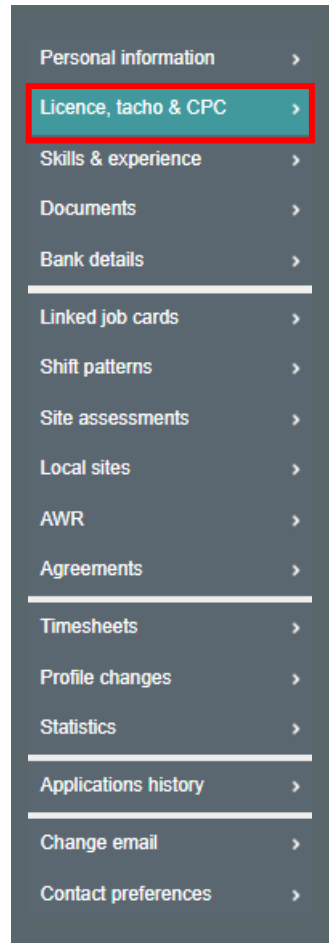 Personal information
Licence, tacho & CPC
Skills & experience
Documents
Bank details
Linked job cards
Shift patterns
Site assessments
Local sites
AWR
Agreements
Timesheets
Profile changes
Statistics
Applications history
Change email
Contact preferences